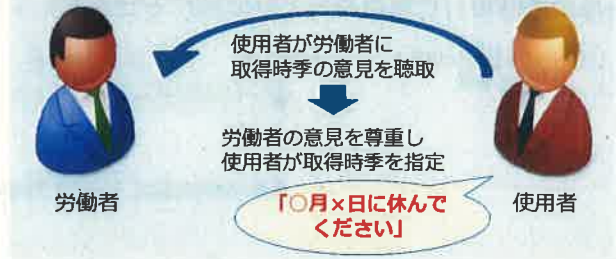 使用者が労働者に
取得時季の意見を聴取
労働者の意見を尊重し
使用者が取得時季を指定
労働者
「○月×日に休んで
ください」
使用者